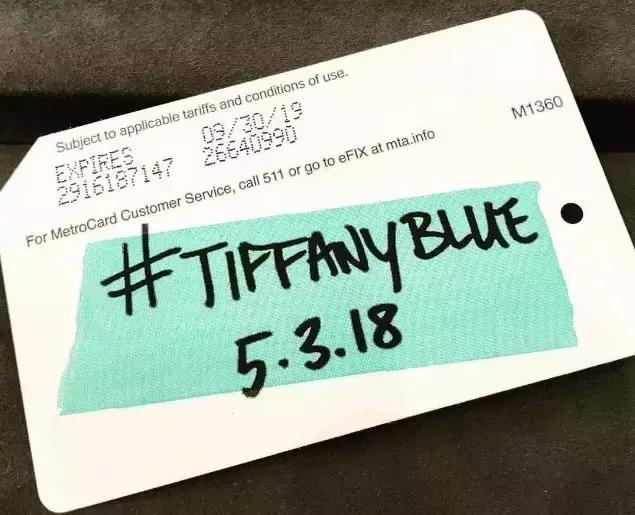 Subject to applicable tariffs and conditions of use.
EXPIRES 09/30/19
2916187147 26640990
M1360
For MetroCard Customer Service, call 511 or go to eFIX at mta.info
#TIFFANYBLUE
5.3.18